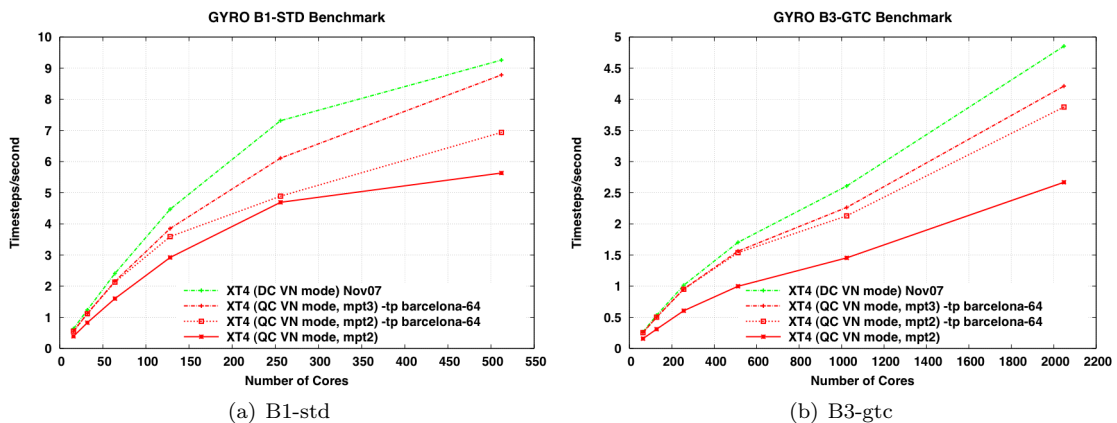 GYRO B1-STD Benchmark
10
9
8
7
6
5
4
3
2
1
0
Timesteps/second
XT4 (DC VN mode) Nov07
XT4 (QC VN mode, mpt3) -tp barcelona-64
XT4 (QC VN mode, mpt2) -tp barcelona-64
XT4 (QC VN mode, mpt2)
0 50 100 150 200 250 300 350 400 450 500 550
Number of Cores
(a) B1-std
GYRO B3-GTC Benchmark
5
4.5
4
3.5
3
2.5
2
1.5
1
0.5
0
Timesteps/second
XT4 (DC VN mode) Nov07
XT4 (QC VN mode, mpt3) -tp barcelona-64
XT4 (QC VN mode, mpt2) -tp barcelona-64
XT4 (QC VN mode, mpt2)
0 200 400 600 800 1000 1200 1400 1600 1800 2000 2200
Number of Cores
(b) B3-gtc